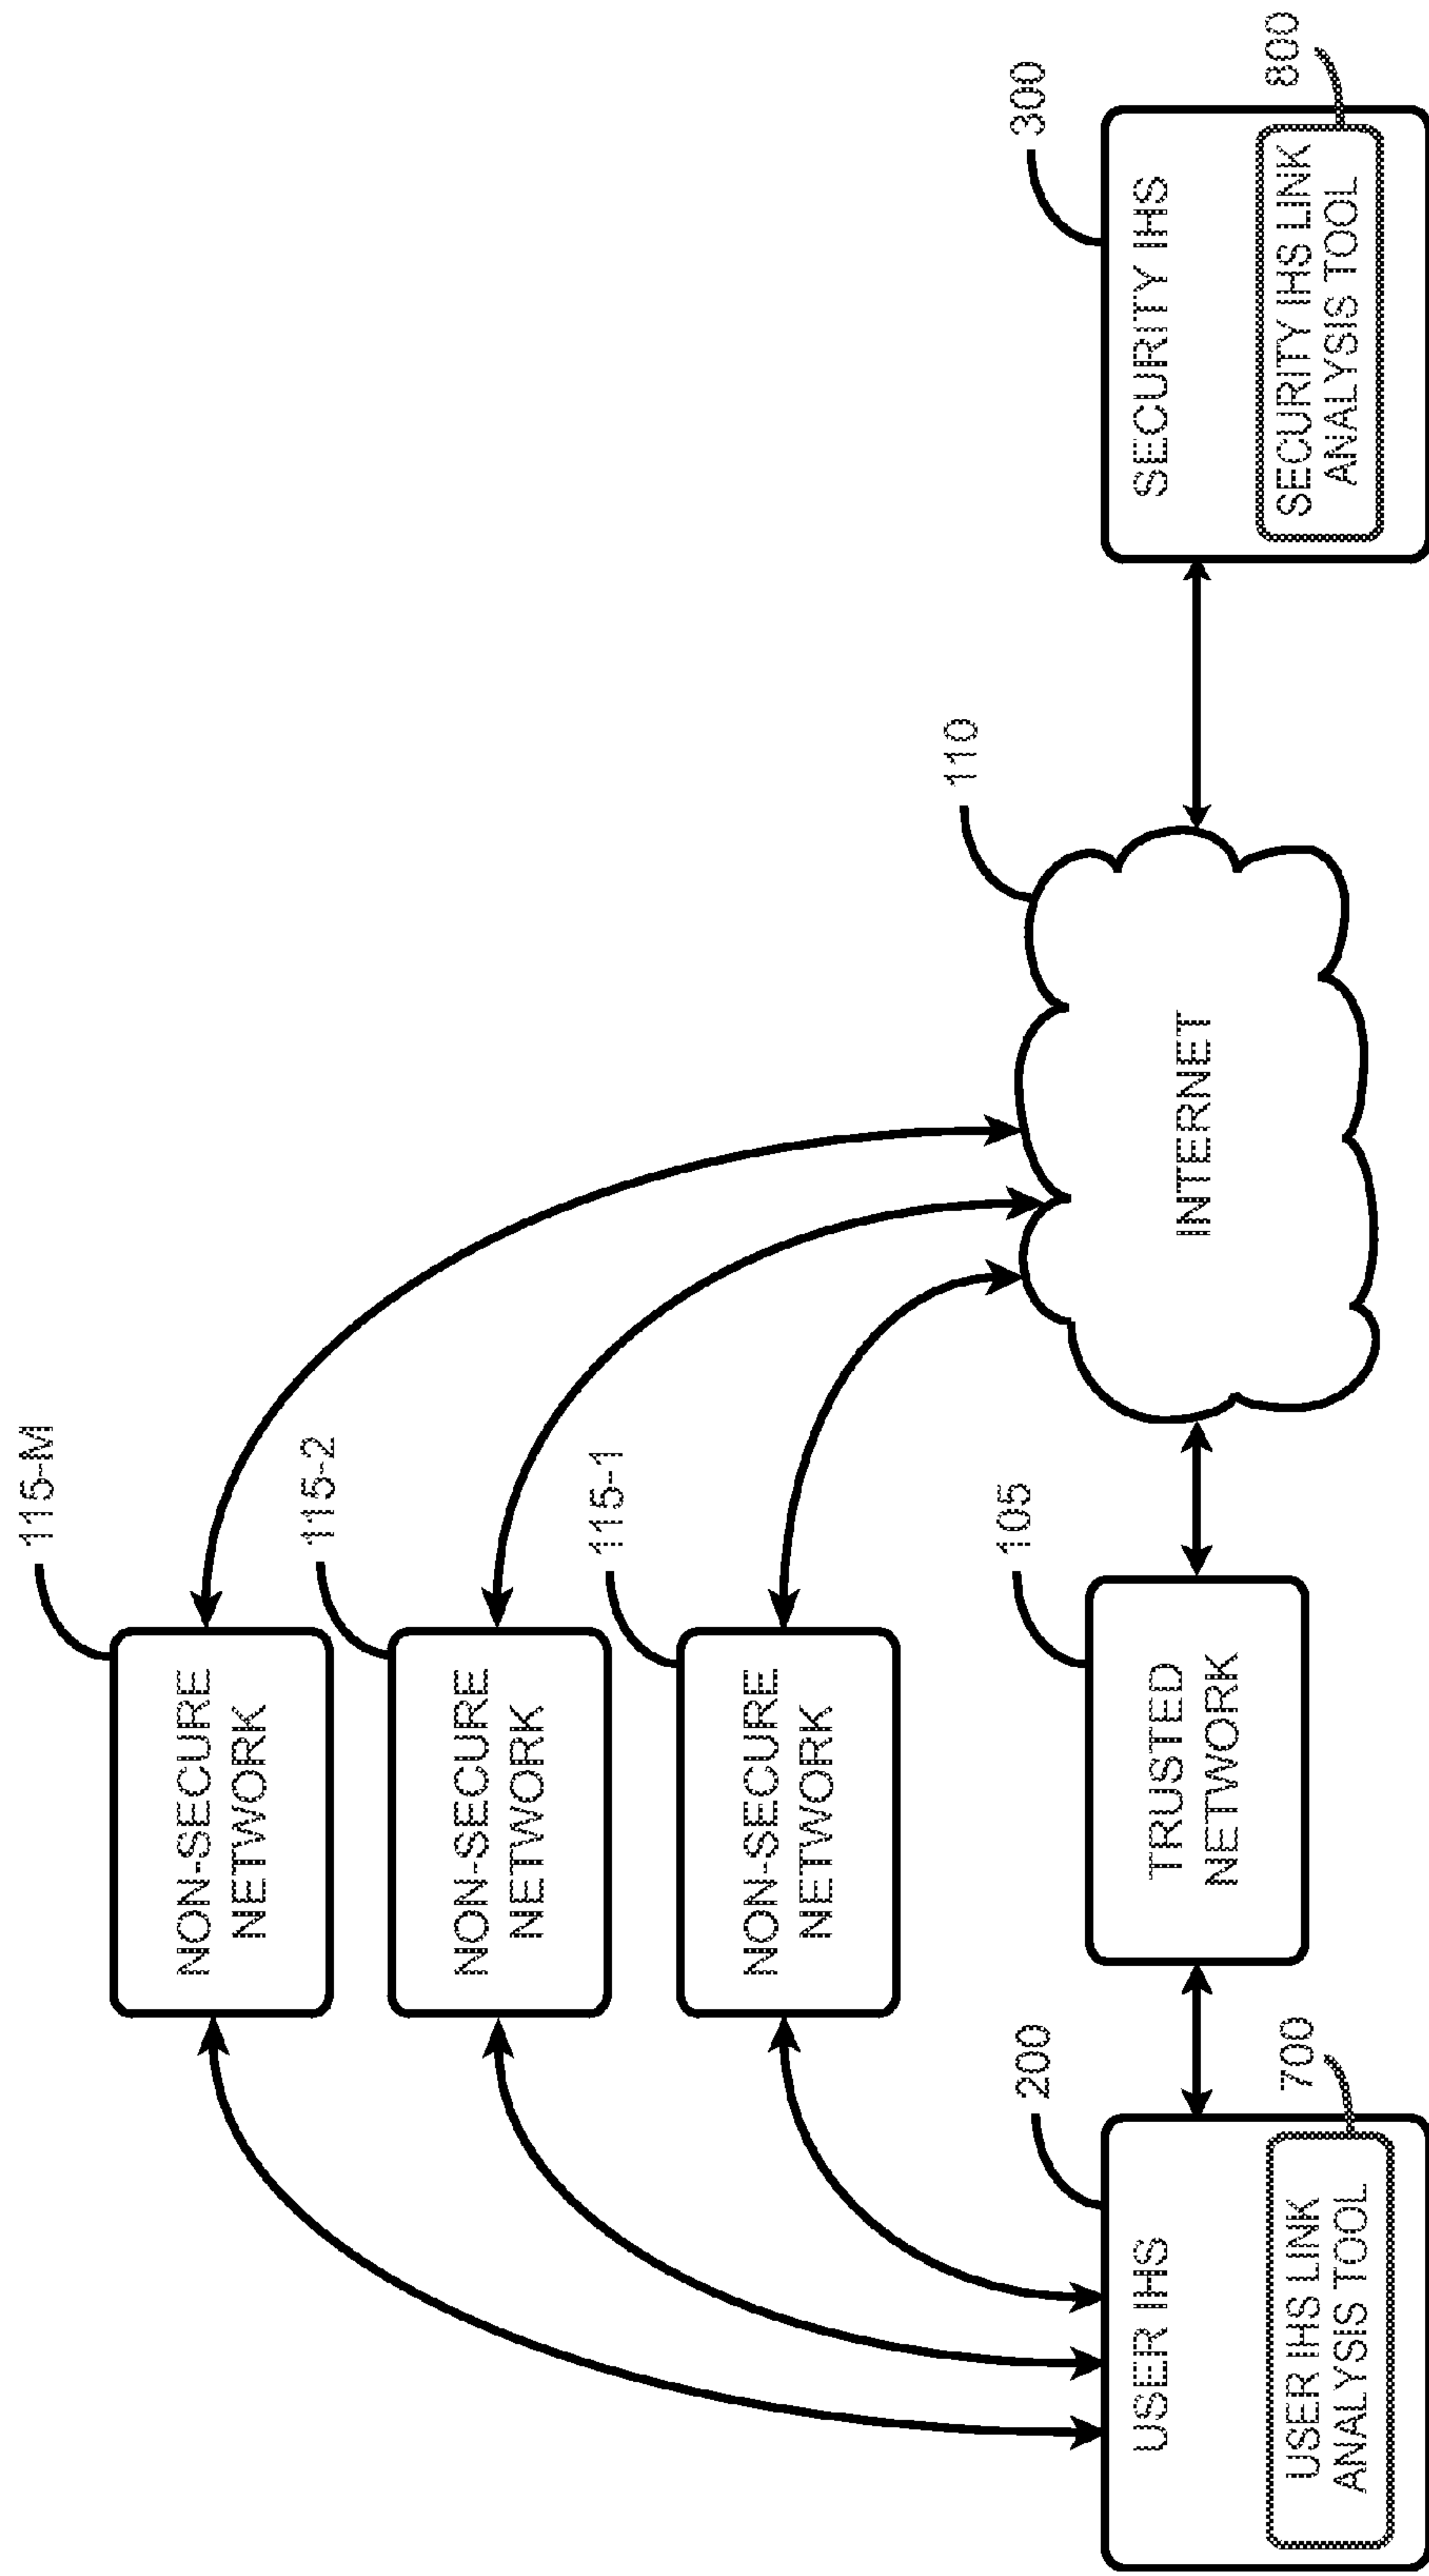 115-M
NON-SECURE
NETWORK
115-2
NON-SECURE
NETWORK
115-1
NON-SECURE
NETWORK
200
USER IHS
700
USER IHS LINK
ANALYSIS TOOL
105
TRUSTED
NETWORK
110
INTERNET
300
SECURITY IHS
800
SECURITY IHS LINK
ANALYSIS TOOL